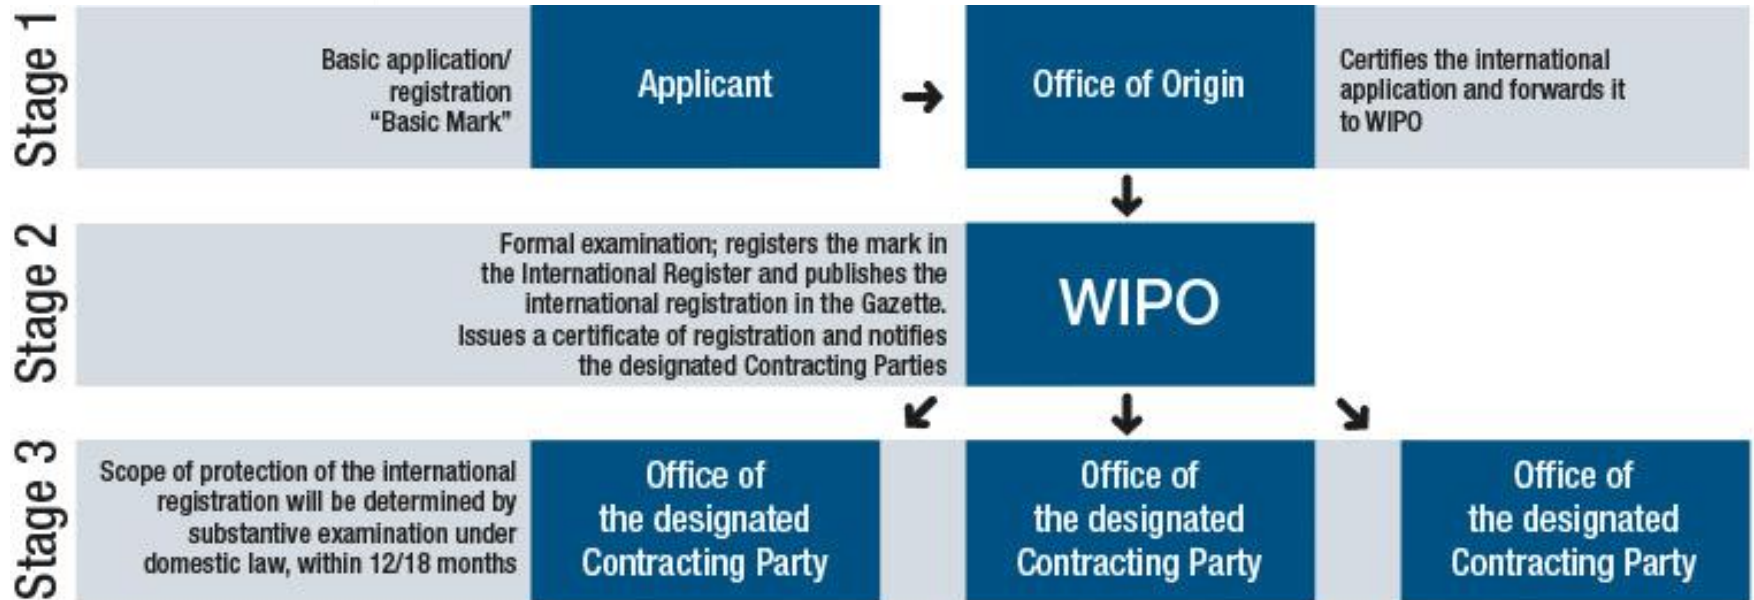 Stage 1
Basic application/
registration
“Basic Mark”
Applicant
Office of Origin
Certifies the international
application and forwards it
to WIPO
Stage 2
Formal examination; registers the mark in
the International Register and publishes the
international registration in the Gazette.
Issues a certificate of registration and notifies
the designated Contracting Parties
WIPO
Stage 3
Scope of protection of the international
registration will be determined by
substantive examination under
domestic law, within 12/18 months
Office of
the designated
Contracting Party
Office of
the designated
Contracting Party
Office of
the designated
Contracting Party